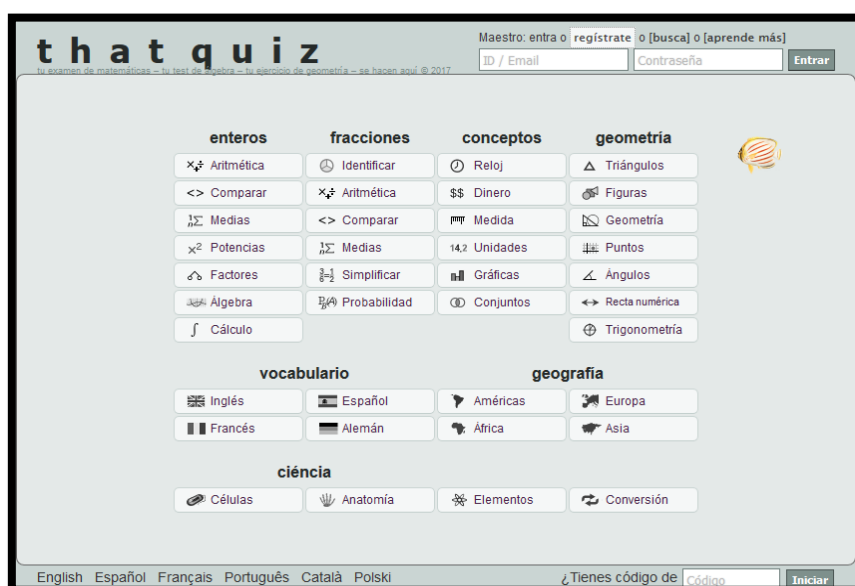 Maestro: entra o regístrate o [busca] o [aprende más]
that quiz
ID / Email Contraseña Entrar
tu examen de matemáticas – tu test de álgebra – tu ejercicio de geometría – se hacen aquí © 2017
enteros fracciones conceptos geometría
Aritmética Identificar Reloj Triángulos
<> Comparar Aritmética $$ Dinero Figuras
Medias <> Comparar Medida Geometría
x² Potencias Medias 14,2 Unidades Puntos
Factores Simplificar Gráficas Ángulos
Álgebra Probabilidad Conjuntos Recta numérica
∫ Cálculo Trigonometría
vocabulario geografía
Inglés Español Américas Europa
Francés Alemán África Asia
ciéncia
Células Anatomía Elementos Conversión
English Español Français Português Català Polski ¿Tienes código de Código Iniciar